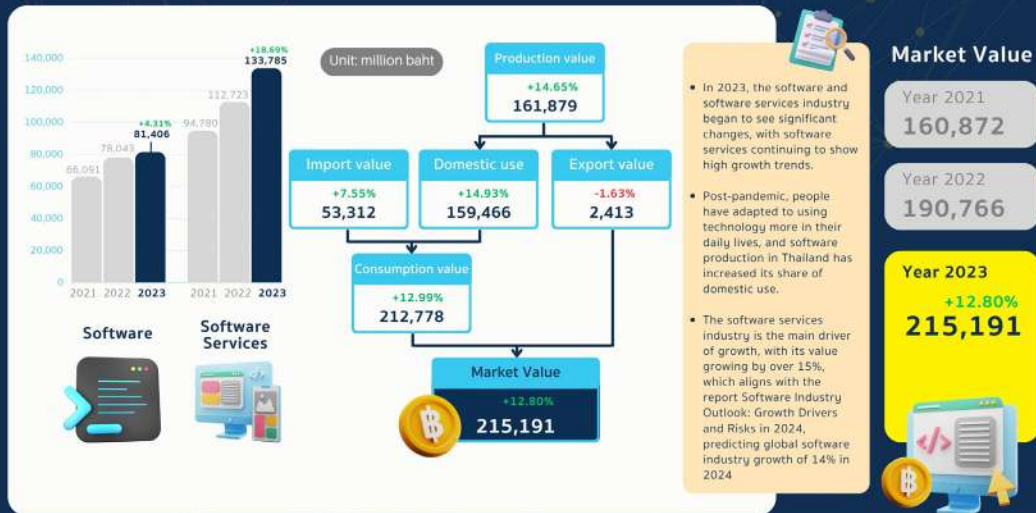 140,000
120,000
100,000
80,000
60,000
40,000
20,000
0
66,091
78,043
+4.31%
81,406
94,780
112,723
+18.69%
133,785
2021 2022 2023
2021 2022 2023
Software
Software
Services
Unit: million baht
Production value
+14.65%
161,879
Import value
+7.55%
53,312
Domestic use
+14.93%
159,466
Export value
-1.63%
2,413
Consumption value
+12.99%
212,778
Market Value
+12.80%
215,191
• In 2023, the software and
software services industry
began to see significant
changes, with software
services continuing to show
high growth trends.
• Post-pandemic, people
have adapted to using
technology more in their
daily lives, and software
production in Thailand has
increased its share of
domestic use.
• The software services
industry is the main driver
of growth, with its value
growing by over 15%,
which aligns with the
report Software Industry
Outlook: Growth Drivers
and Risks in 2024,
predicting global software
industry growth of 14% in
2024
Market Value
Year 2021
160,872
Year 2022
190,766
Year 2023
+12.80%
215,191